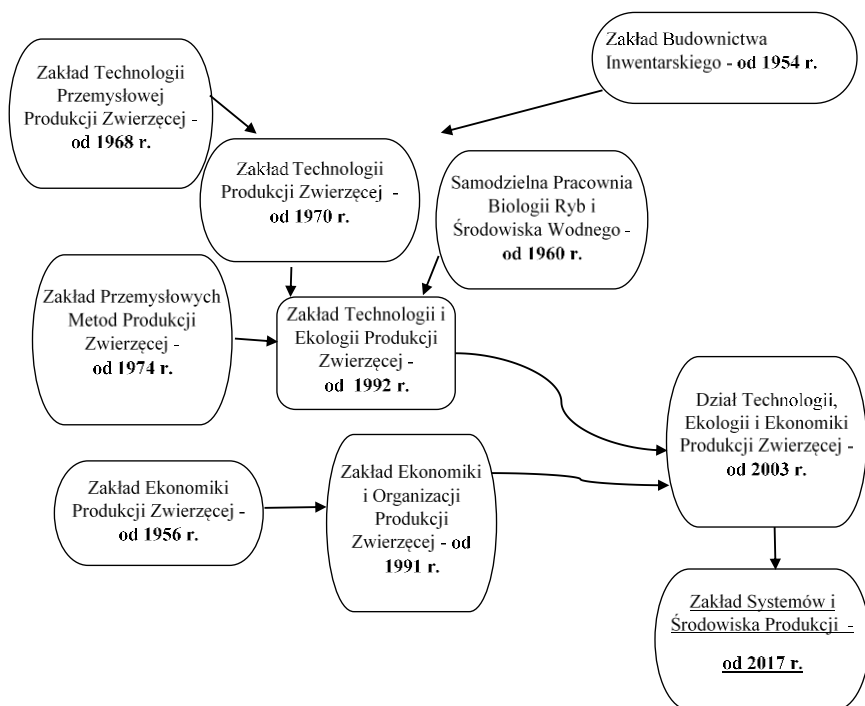 Zakład Budownictwa
Inwentarskiego - od 1954 r.
Zakład Technologii
Przemysłowej
Produkcji Zwierzęcej -
od 1968 r.
Zakład Technologii
Produkcji Zwierzęcej -
od 1970 r.
Samodzielna Pracownia
Biologii Ryb i
Środowiska Wodnego -
od 1960 r.
Zakład Przemysłowych
Metod Produkcji
Zwierzęcej -
od 1974 r.
Zakład Technologii i
Ekologii Produkcji
Zwierzęcej -
od 1992 r.
Dział Technologii,
Ekologii i Ekonomiki
Produkcji Zwierzęcej -
od 2003 r.
Zakład Ekonomiki
Produkcji Zwierzęcej -
od 1956 r.
Zakład Ekonomiki
i Organizacji
Produkcji
Zwierzęcej - od
1991 r.
Zakład Systemów i
Środowiska Produkcji -
od 2017 r.